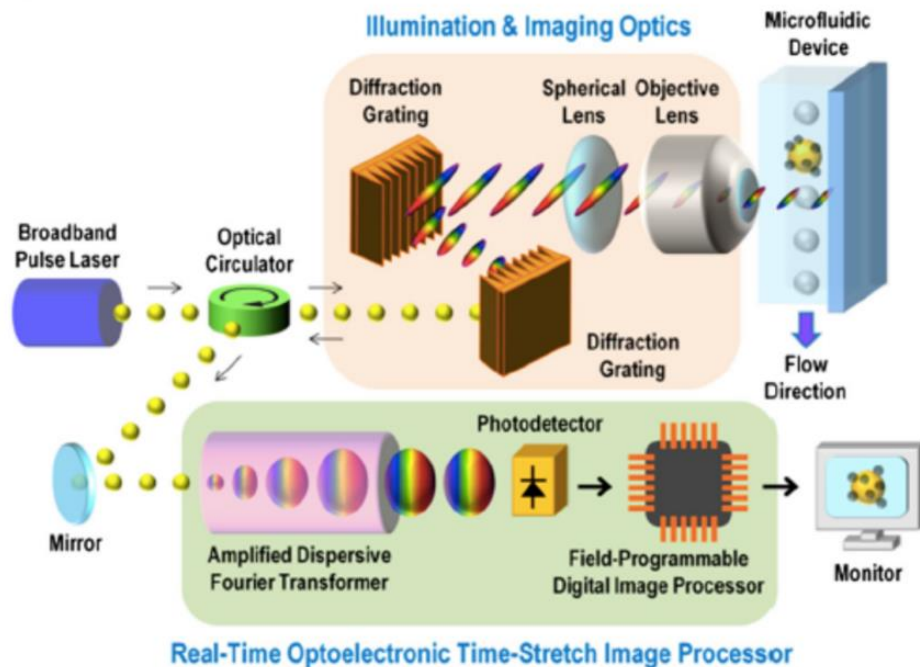 Illumination & Imaging Optics
Microfluidic
Device
Diffraction
Grating
Spherical
Lens
Objective
Lens
Broadband
Pulse Laser
Optical
Circulator
Diffraction
Grating
Flow
Direction
Photodetector
Mirror
Amplified Dispersive
Fourier Transformer
Field-Programmable
Digital Image Processor
Monitor
Real-Time Optoelectronic Time-Stretch Image Processor